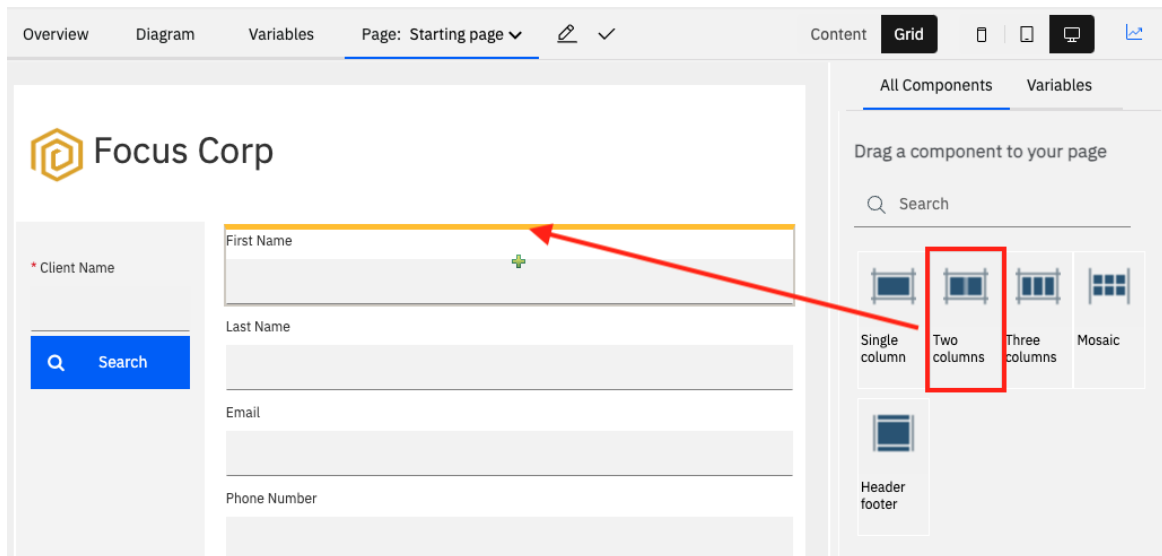 Overview Diagram Variables Page: Starting page Content Grid
All Components Variables
Focus Corp
Drag a component to your page
Search
First Name
* Client Name
Search
Last Name
Email
Phone Number
Single column
Two columns
Three columns
Mosaic
Header footer